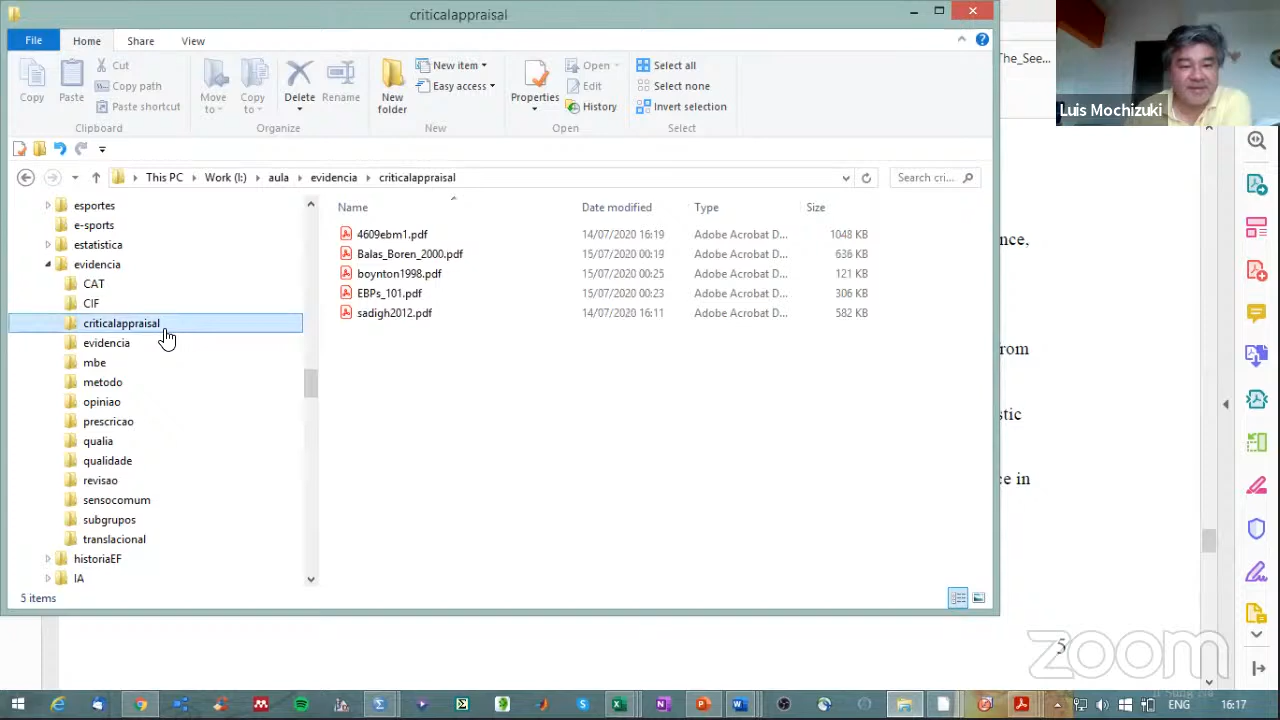 criticalappraisal
File
Home
Share
View
Copy
Paste
Cut
Copy path
Paste shortcut
Clipboard
Move to
Copy to
Delete
Rename
Organize
New folder
New item
Easy access
New
Properties
Open
Edit
History
Open
Select all
Select none
Invert selection
Select
This PC
Work (I:)
aula
evidencia
criticalappraisal
Search cri...
esportes
e-sports
estatistica
evidencia
CAT
CIF
criticalappraisal
evidencia
mbe
metodo
opiniao
prescricao
qualia
qualidade
revisao
sensocomum
subgrupos
translacional
historiaEF
IA
Name Date modified Type Size
4609ebm1.pdf 14/07/2020 16:19 Adobe Acrobat D... 1048 KB
Balas_Boren_2000.pdf 15/07/2020 00:19 Adobe Acrobat D... 636 KB
boynton1998.pdf 15/07/2020 00:25 Adobe Acrobat D... 121 KB
EBPs_101.pdf 15/07/2020 00:23 Adobe Acrobat D... 306 KB
sadigh2012.pdf 14/07/2020 16:11 Adobe Acrobat D... 582 KB
5 items
The_See...
Luis Mochizuki
nce,
rom
stic
ce in
5
zoom
ENG 16:17